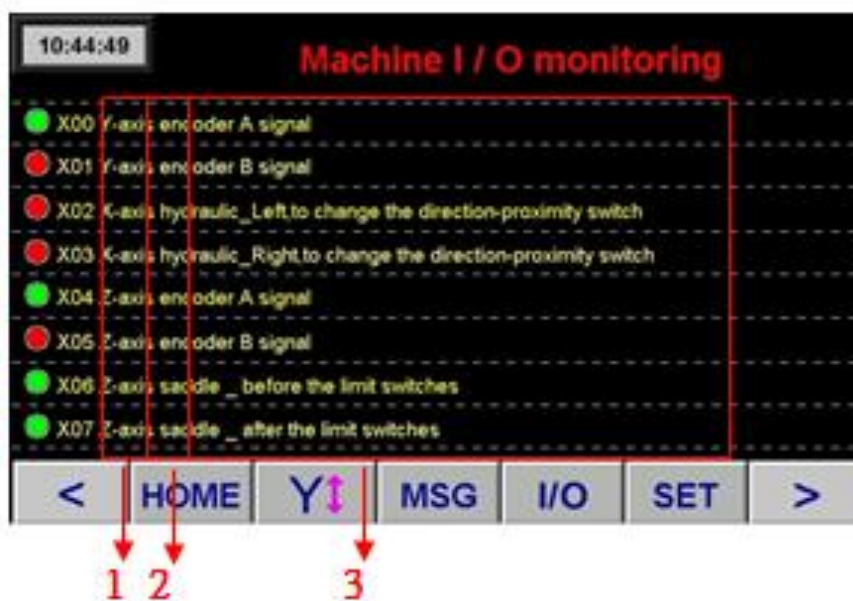 10:44:49
Machine I / O monitoring
X00 Y-axis encoder A signal
X01 Y-axis encoder B signal
X02 X-axis hydraulic_Left,to change the direction-proximity switch
X03 X-axis hydraulic_Right,to change the direction-proximity switch
X04 Z-axis encoder A signal
X05 Z-axis encoder B signal
X06 Z-axis saddle _ before the limit switches
X07 Z-axis saddle _ after the limit switches
< HOME Y↕ MSG I/O SET >
1 2 3